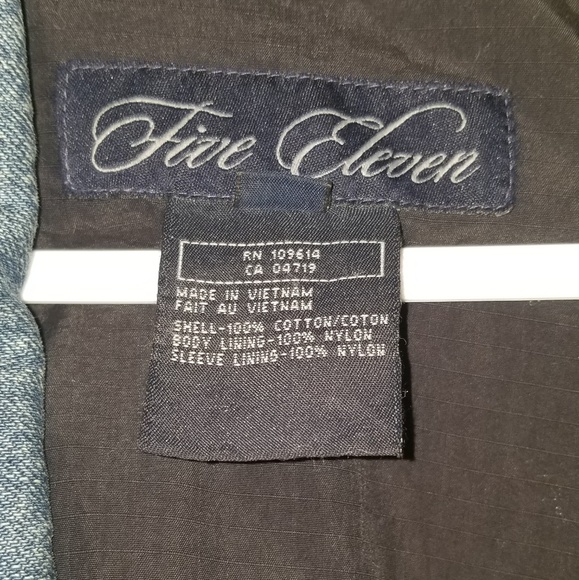 Five Eleven
RN 109614
CA 04719
MADE IN VIETNAM
FAIT AU VIETNAM
SHELL-100% COTTON/COTON
BODY LINING-100% NYLON
SLEEVE LINING-100% NYLON